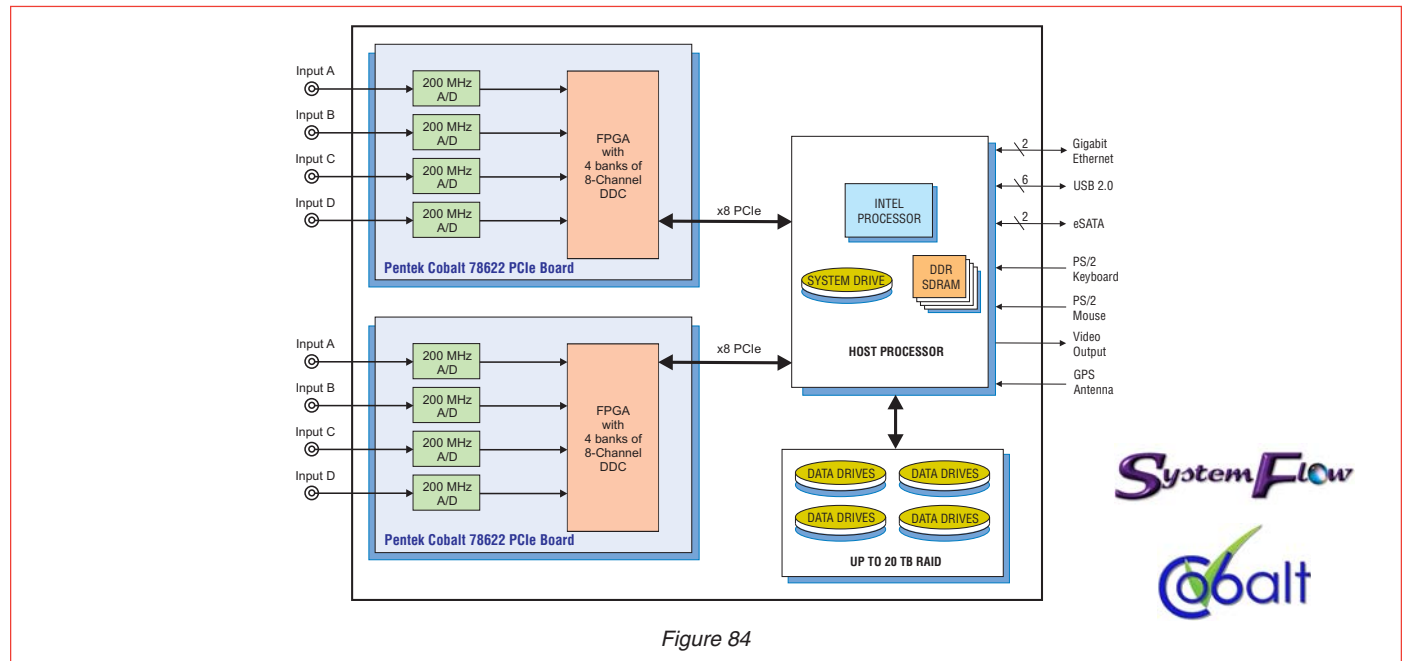 Input A
200 MHz
A/D
Input B
200 MHz
A/D
Input C
200 MHz
A/D
Input D
200 MHz
A/D
FPGA
with
4 banks of
8-Channel
DDC
Pentek Cobalt 78622 PCIe Board
x8 PCIe
Input A
200 MHz
A/D
Input B
200 MHz
A/D
Input C
200 MHz
A/D
Input D
200 MHz
A/D
FPGA
with
4 banks of
8-Channel
DDC
Pentek Cobalt 78622 PCIe Board
x8 PCIe
INTEL
PROCESSOR
SYSTEM DRIVE
DDR
SDRAM
HOST PROCESSOR
2
Gigabit
Ethernet
6
USB 2.0
2
eSATA
PS/2
Keyboard
PS/2
Mouse
Video
Output
GPS
Antenna
DATA DRIVES
DATA DRIVES
DATA DRIVES
DATA DRIVES
UP TO 20 TB RAID
SystemFlow
Cobalt
Figure 84